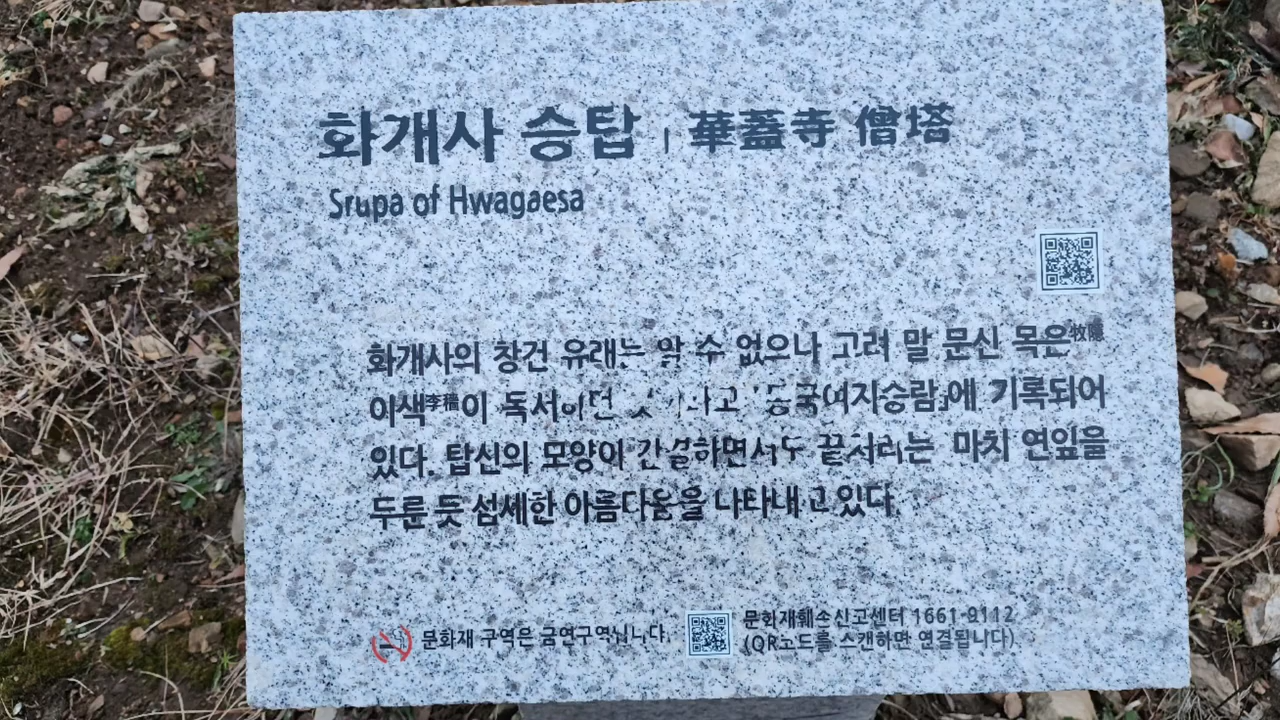 화개사 승탑 | 華蓋寺 僧塔
Srupa of Hwagaesa
화개사의 창건 유래는 알 수 없으나 고려 말 문신 목은牧隱
이색李穡이 독서하던 곳이라고 「동국여지승람」에 기록되어
있다. 탑신의 모양이 간결하면서도 끝처리는 마치 연잎을
두른 듯 섬세한 아름다움을 나타내고 있다.
문화재 구역은 금연구역입니다.
문화재훼손신고센터 1661-9112
(QR코드를 스캔하면 연결됩니다)